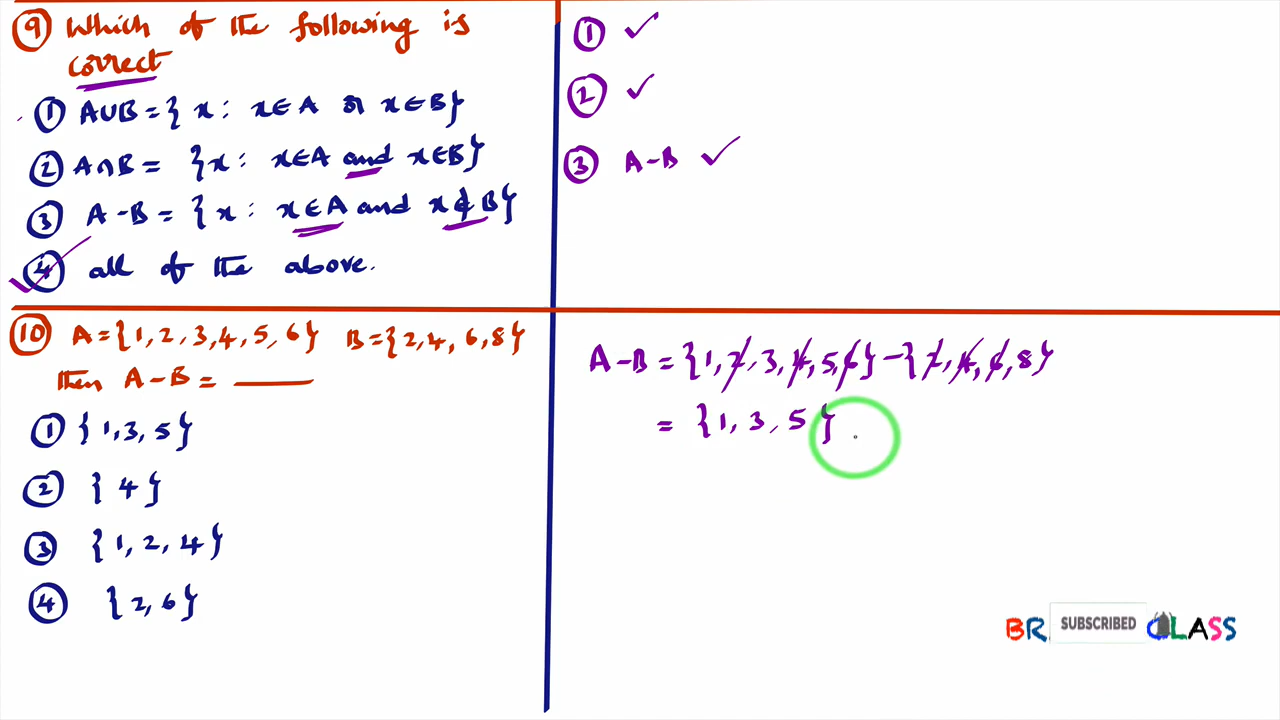 9 Which of the following is
correct
1 A∪B = { x : x∈A or x∈B}
2 A∩B = {x : x∈A and x∈B}
3 A-B = { x : x∈A and x∉B}
4 all of the above.
1 ✓
2 ✓
3 A-B ✓
10 A={1,2,3,4,5,6} B={2,4,6,8}
then A-B = ____
1 {1,3,5}
2 {4}
3 {1,2,4}
4 {2,6}
A-B = {1,2,3,4,5,6} - {2,4,6,8}
= {1,3,5}
BR
SUBSCRIBED
CLASS